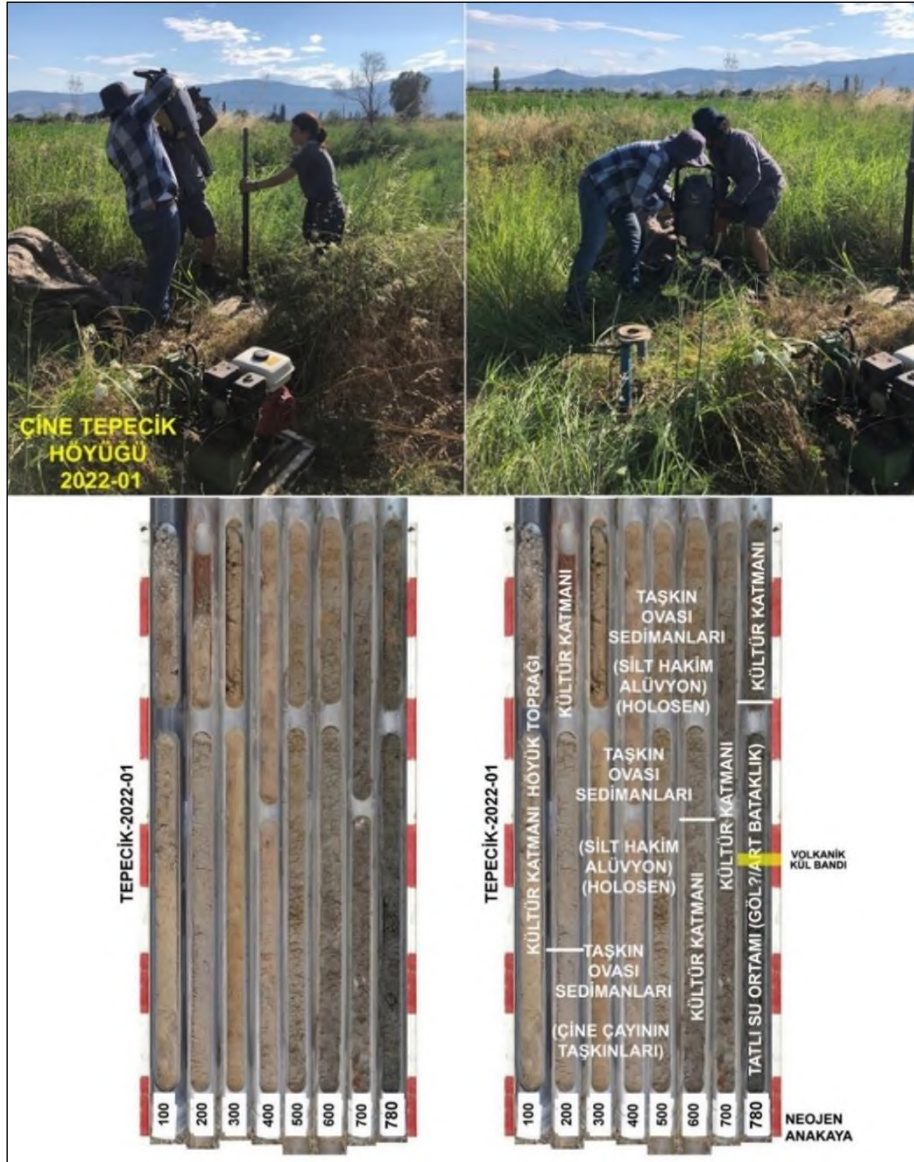 ÇİNE TEPECİK
HÖYÜĞÜ
2022-01
TEPECİK-2022-01
100
200
300
400
500
600
700
780
TEPECİK-2022-01
KÜLTÜR KATMANI HÖYÜK TOPRAĞI
KÜLTÜR KATMANI
TAŞKIN
OVASI
SEDİMANLARI
(SİLT HAKİM
ALÜVYON)
(HOLOSEN)
TAŞKIN
OVASI
SEDİMANLARI
(SİLT HAKİM
ALÜVYON)
(HOLOSEN)
TAŞKIN
OVASI
SEDİMANLARI
(ÇİNE ÇAYININ
TAŞKINLARI)
KÜLTÜR KATMANI
KÜLTÜR KATMANI
KÜLTÜR KATMANI
TATLI SU ORTAMI (GÖL?/ART BATAKLIK)
VOLKANİK
KÜL BANDI
100
200
300
400
500
600
700
780
NEOJEN
ANAKAYA